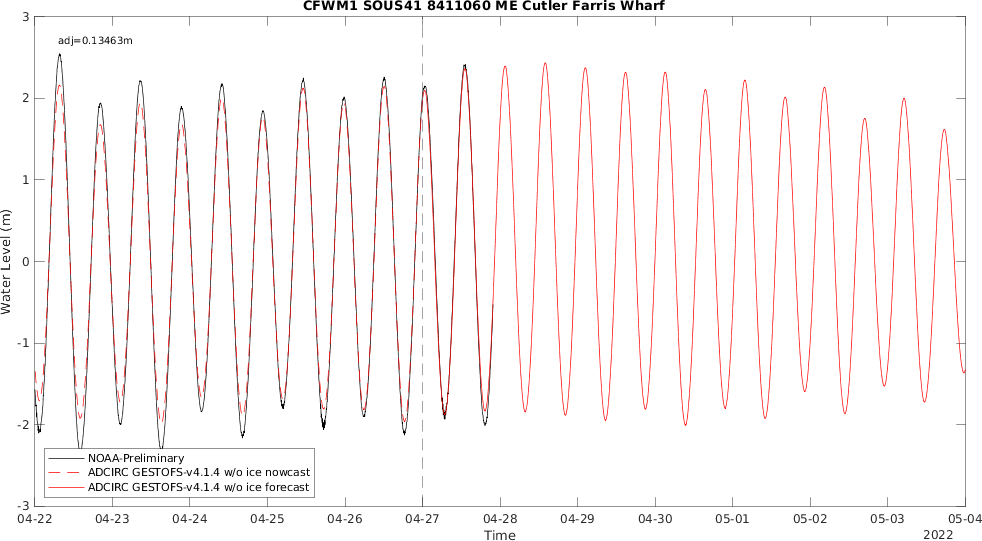 CFWM1 SOUS41 8411060 ME Cutler Farris Wharf
adj=0.13463m
Water Level (m)
3
2
1
0
-1
-2
-3
NOAA-Preliminary
ADCIRC GESTOFS-v4.1.4 w/o ice nowcast
ADCIRC GESTOFS-v4.1.4 w/o ice forecast
04-22 04-23 04-24 04-25 04-26 04-27 04-28 04-29 04-30 05-01 05-02 05-03 05-04
Time
2022